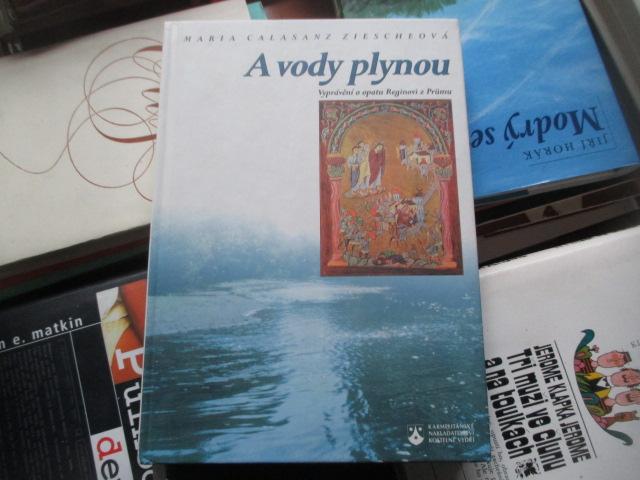 MARIA CALASANZ ZIESCHEOVÁ
A vody plynou
Vyprávění o opatu Reginovi z Prümu
KARMELITÁNSKÉ
NAKLADATELSTVÍ
KOSTELNÍ VYDŘÍ
JIŘÍ HORÁK
Modrý se
n e. matkin
JEROME KLAPKA JEROME
Tři muži ve člunu
a na toulkách